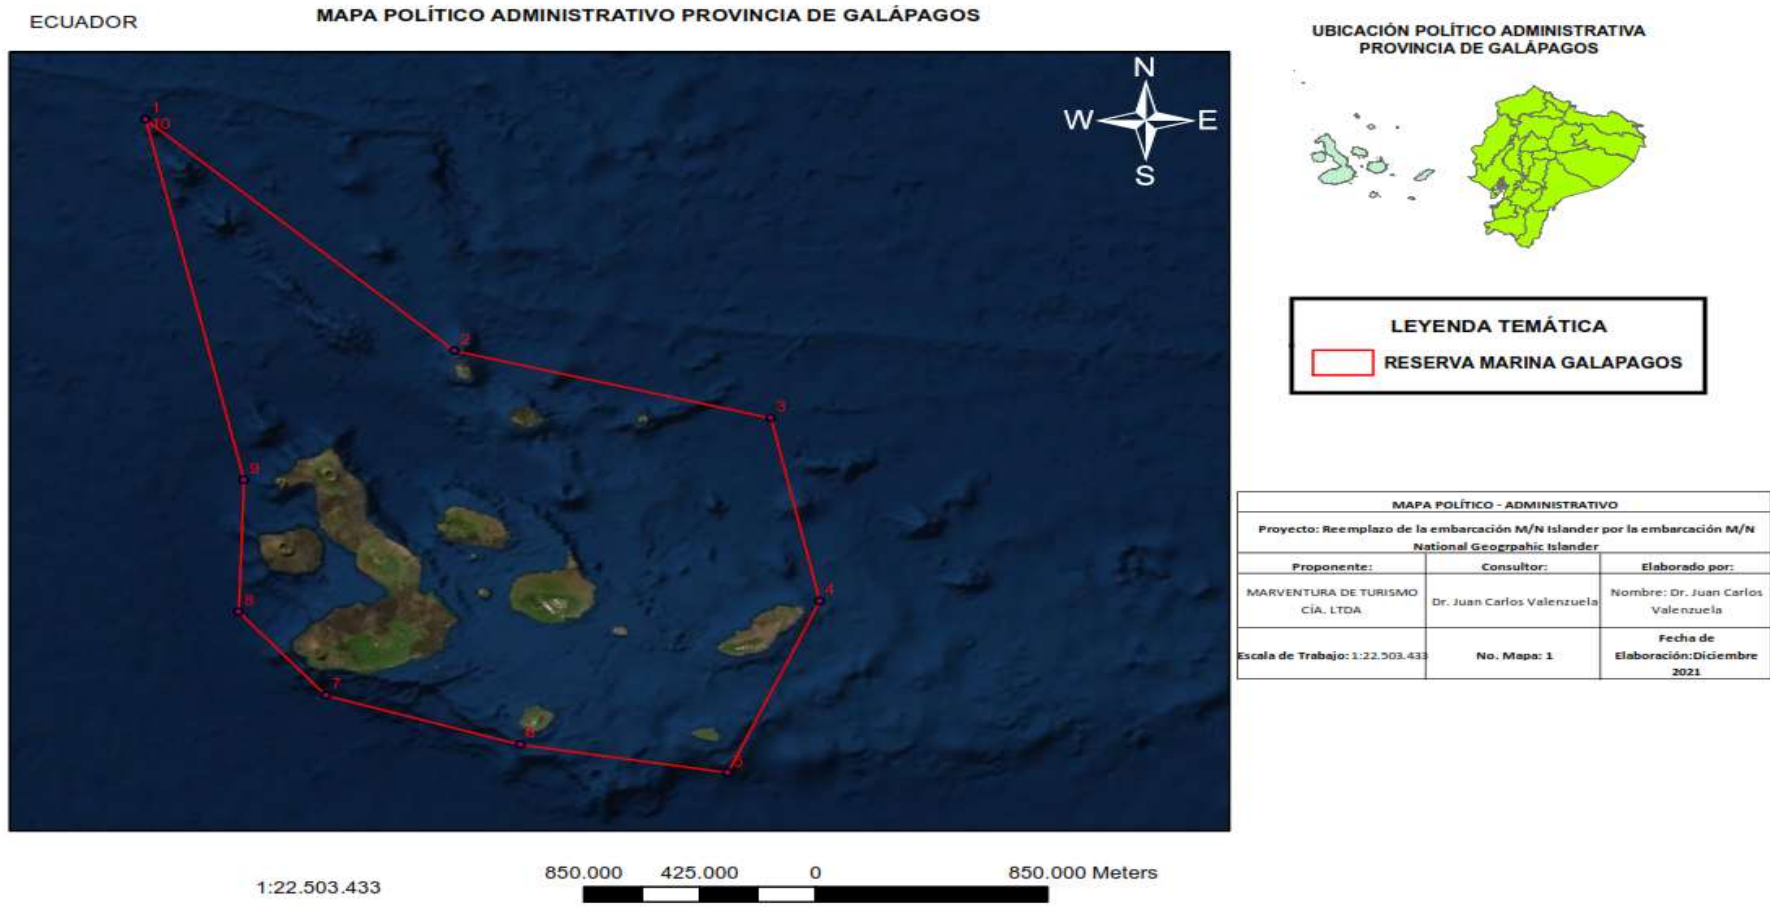 ECUADOR
MAPA POLÍTICO ADMINISTRATIVO PROVINCIA DE GALÁPAGOS
UBICACIÓN POLÍTICO ADMINISTRATIVA
PROVINCIA DE GALÁPAGOS
N
W
E
S
1
10
2
3
9
4
8
7
6
5
LEYENDA TEMÁTICA
RESERVA MARINA GALAPAGOS
MAPA POLÍTICO - ADMINISTRATIVO
Proyecto: Reemplazo de la embarcación M/N Islander por la embarcación M/N
National Geogrpahic Islander
Proponente:
Consultor:
Elaborado por:
MARVENTURA DE TURISMO
CÍA. LTDA
Dr. Juan Carlos Valenzuela
Nombre: Dr. Juan Carlos
Valenzuela
Escala de Trabajo: 1:22.503.433
No. Mapa: 1
Fecha de
Elaboración:Diciembre
2021
1:22.503.433
850.000 425.000 0 850.000 Meters